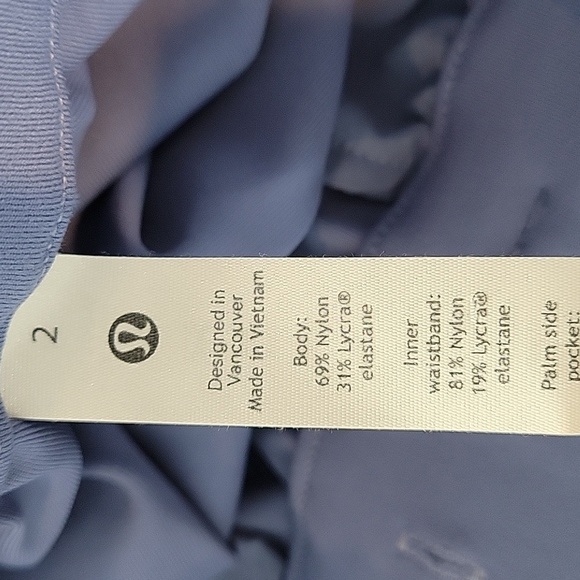 2
Designed in
Vancouver
Made in Vietnam
Body:
69% Nylon
31% Lycra®
elastane
Inner
waistband:
81% Nylon
19% Lycra®
elastane
Palm side
pocket: